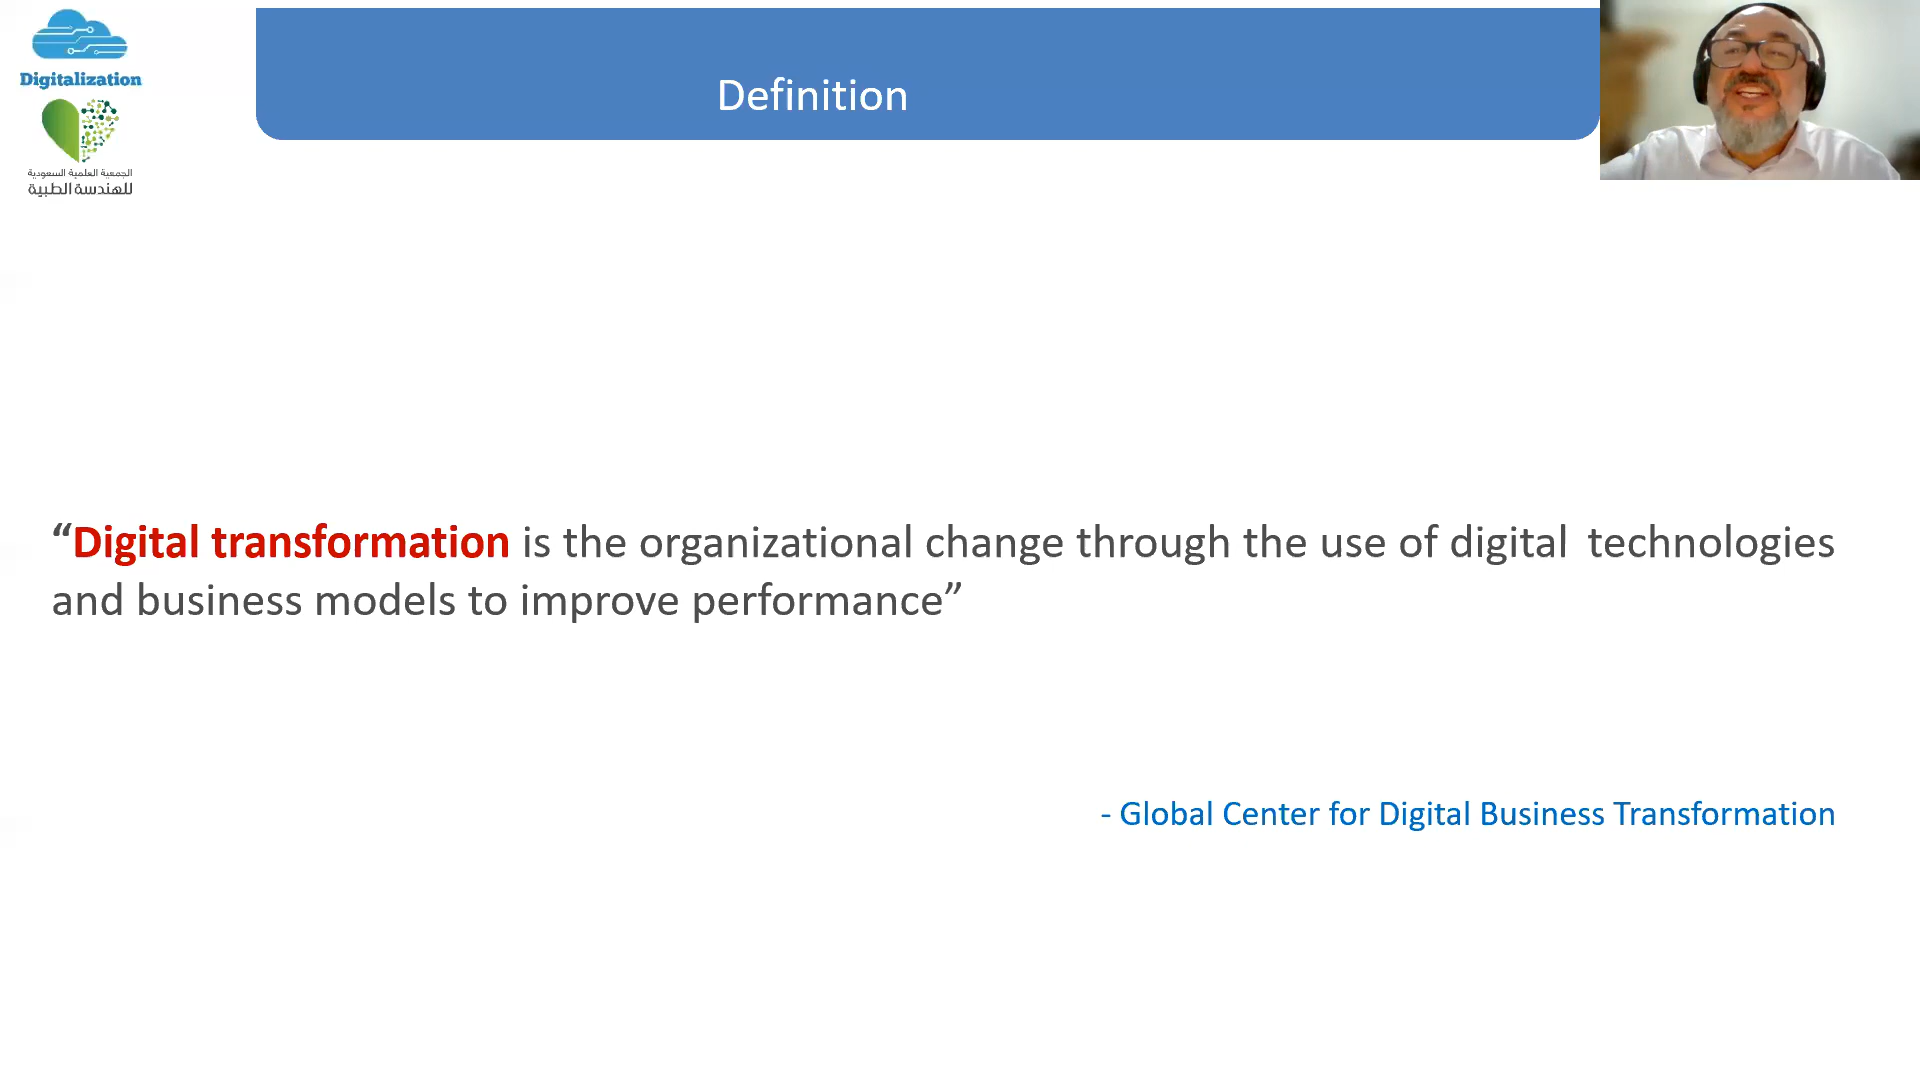 Digitalization
الجمعية العلمية السعودية
للهندسة الطبية
Definition
“Digital transformation is the organizational change through the use of digital technologies
and business models to improve performance”
- Global Center for Digital Business Transformation